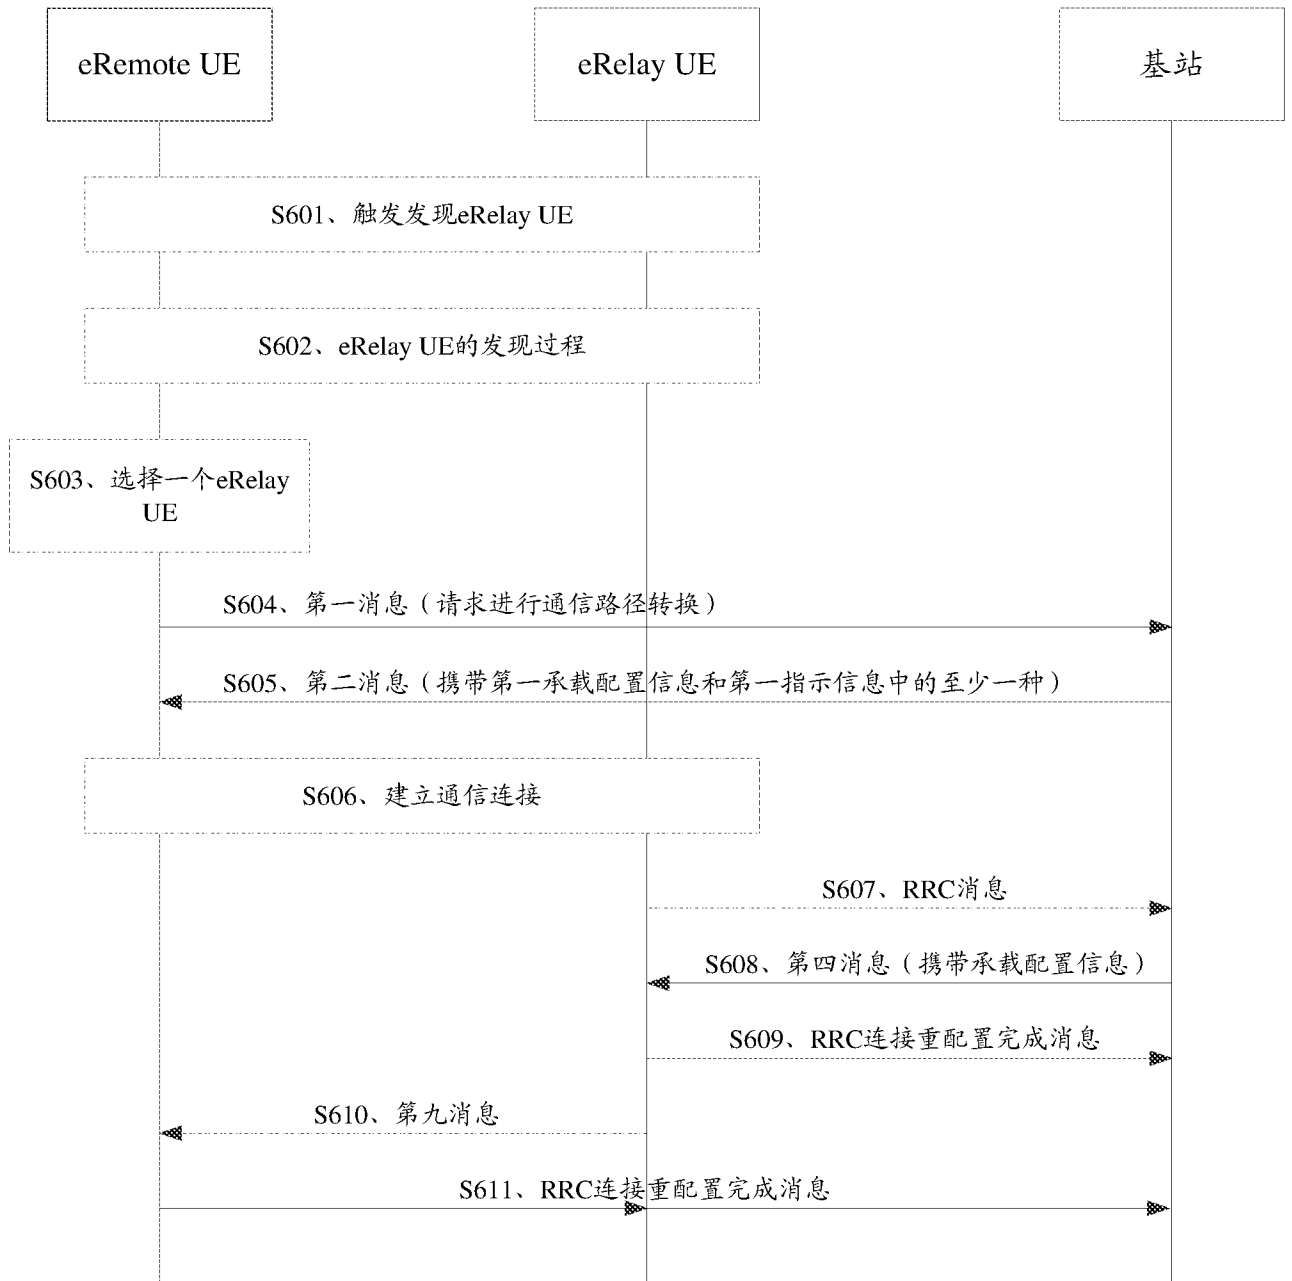 eRemote UE
eRelay UE
基站
S601、触发发现eRelay UE
S602、eRelay UE的发现过程
S603、选择一个eRelay
UE
S604、第一消息（请求进行通信路径转换）
S605、第二消息（携带第一承载配置信息和第一指示信息中的至少一种）
S606、建立通信连接
S607、RRC消息
S608、第四消息（携带承载配置信息）
S609、RRC连接重配置完成消息
S610、第九消息
S611、RRC连接重配置完成消息